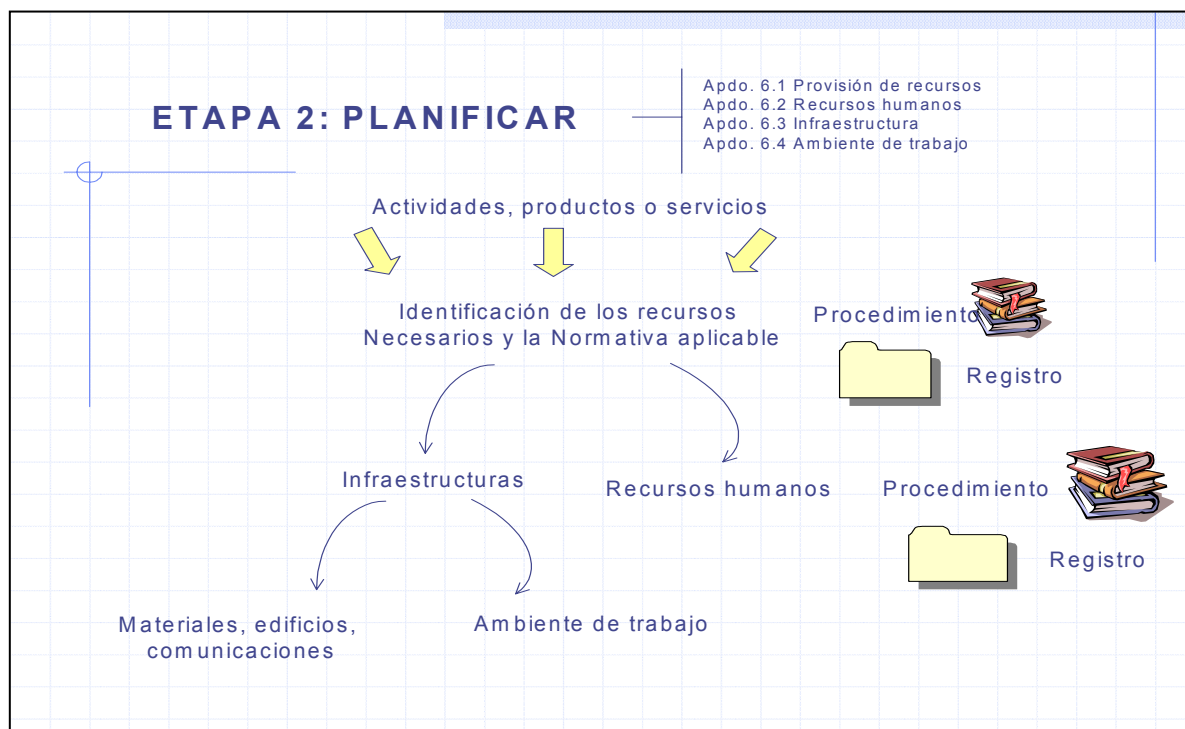 ETAPA 2: PLANIFICAR
Apdo. 6.1 Provisión de recursos
Apdo. 6.2 Recursos humanos
Apdo. 6.3 Infraestructura
Apdo. 6.4 Ambiente de trabajo
Actividades, productos o servicios
Identificación de los recursos
Necesarios y la Normativa aplicable
Procedimiento
Registro
Infraestructuras
Recursos humanos
Procedimiento
Registro
Materiales, edificios,
comunicaciones
Ambiente de trabajo